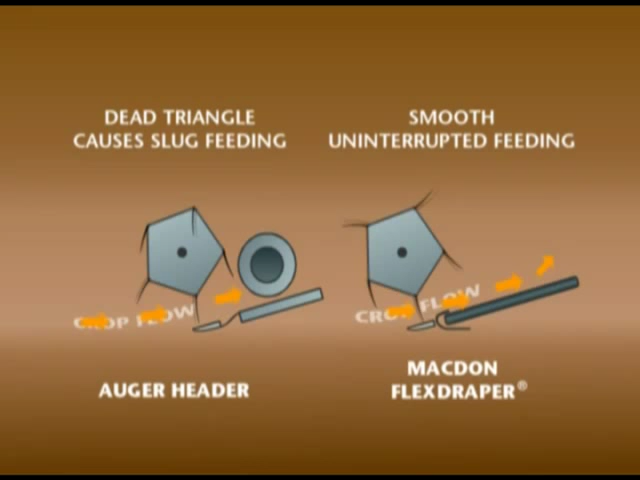 DEAD TRIANGLE
CAUSES SLUG FEEDING
SMOOTH
UNINTERRUPTED FEEDING
CROP FLOW
CROP FLOW
AUGER HEADER
MACDON
FLEXDRAPER®